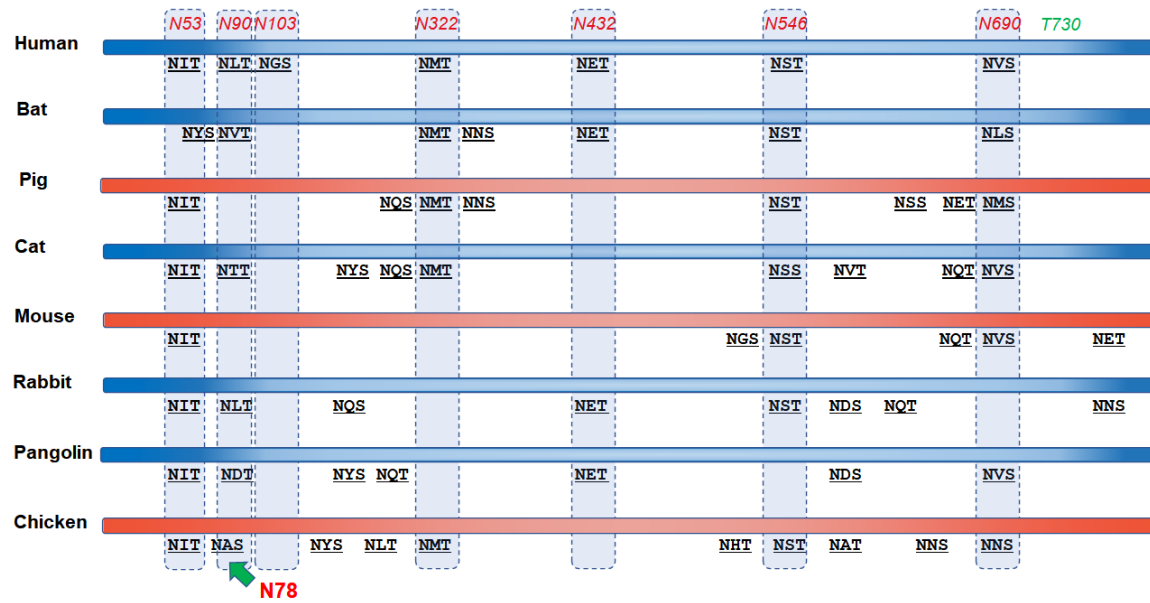 N53 N90 N103 N322 N432 N546 N690 T730
Human
NIT NLT NGS NMT NET NST NVS
Bat
NYS NVT NMT NNS NET NST NLS
Pig
NIT NQS NMT NNS NST NSS NET NMS
Cat
NIT NTT NYS NQS NMT NSS NVT NQT NVS
Mouse
NIT NGS NST NQT NVS NET
Rabbit
NIT NLT NQS NET NST NDS NQT NNS
Pangolin
NIT NDT NYS NQT NET NDS NVS
Chicken
NIT NAS NYS NLT NMT NHT NST NAT NNS NNS
N78